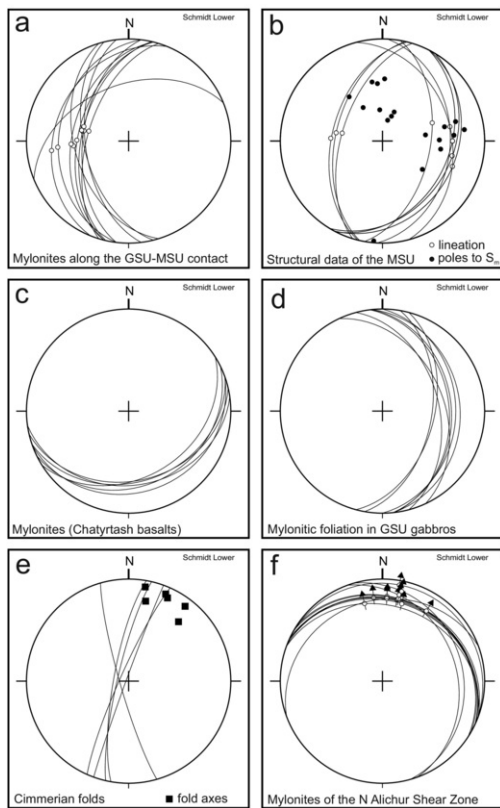 a
Schmidt Lower
N
Mylonites along the GSU-MSU contact
b
Schmidt Lower
N
lineation
Structural data of the MSU
poles to Sm
c
Schmidt Lower
N
Mylonites (Chatyrtash basalts)
d
Schmidt Lower
N
Mylonitic foliation in GSU gabbros
e
Schmidt Lower
N
Cimmerian folds
fold axes
f
Schmidt Lower
N
Mylonites of the N Alichur Shear Zone